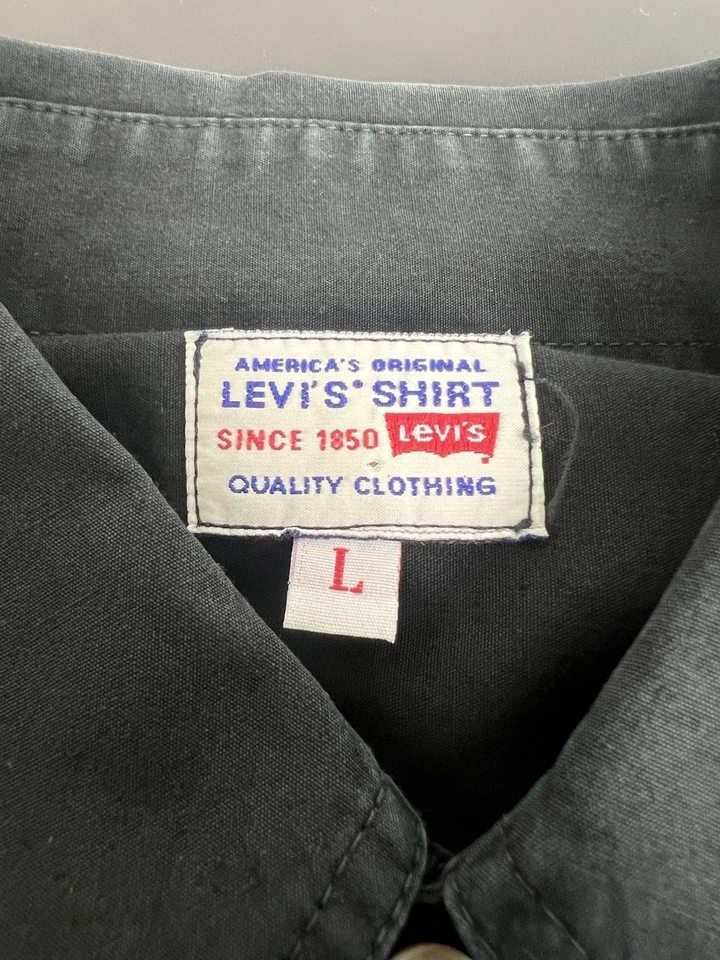 AMERICA'S ORIGINAL
LEVI'S® SHIRT
SINCE 1850 Levi's
QUALITY CLOTHING
L